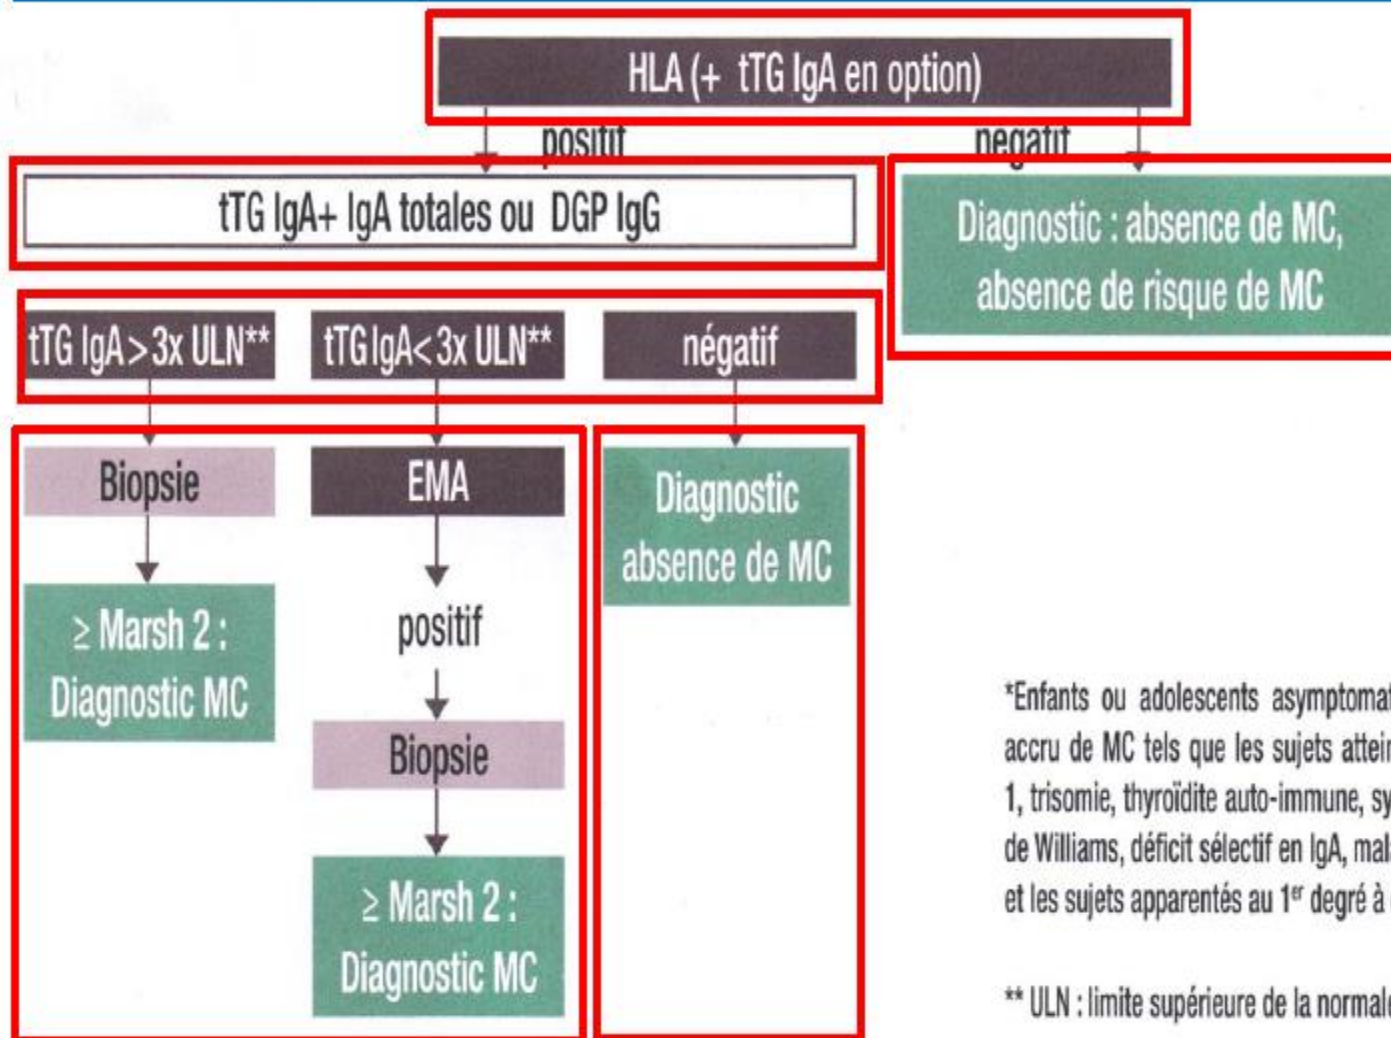 HLA (+ tTG IgA en option)
positif
négatif
tTG IgA+ IgA totales ou DGP IgG
Diagnostic : absence de MC,
absence de risque de MC
tTG IgA > 3x ULN**
tTG IgA< 3x ULN**
négatif
Biopsie
EMA
Diagnostic
absence de MC
≥ Marsh 2 :
Diagnostic MC
positif
Biopsie
≥ Marsh 2 :
Diagnostic MC
*Enfants ou adolescents
accru de MC tels que les sujets
1, trisomie, thyroïdite auto-immune,
de Williams, déficit sélectif en IgA,
et les sujets apparentés au 1er degré à
** ULN : limite supérieure de la normale